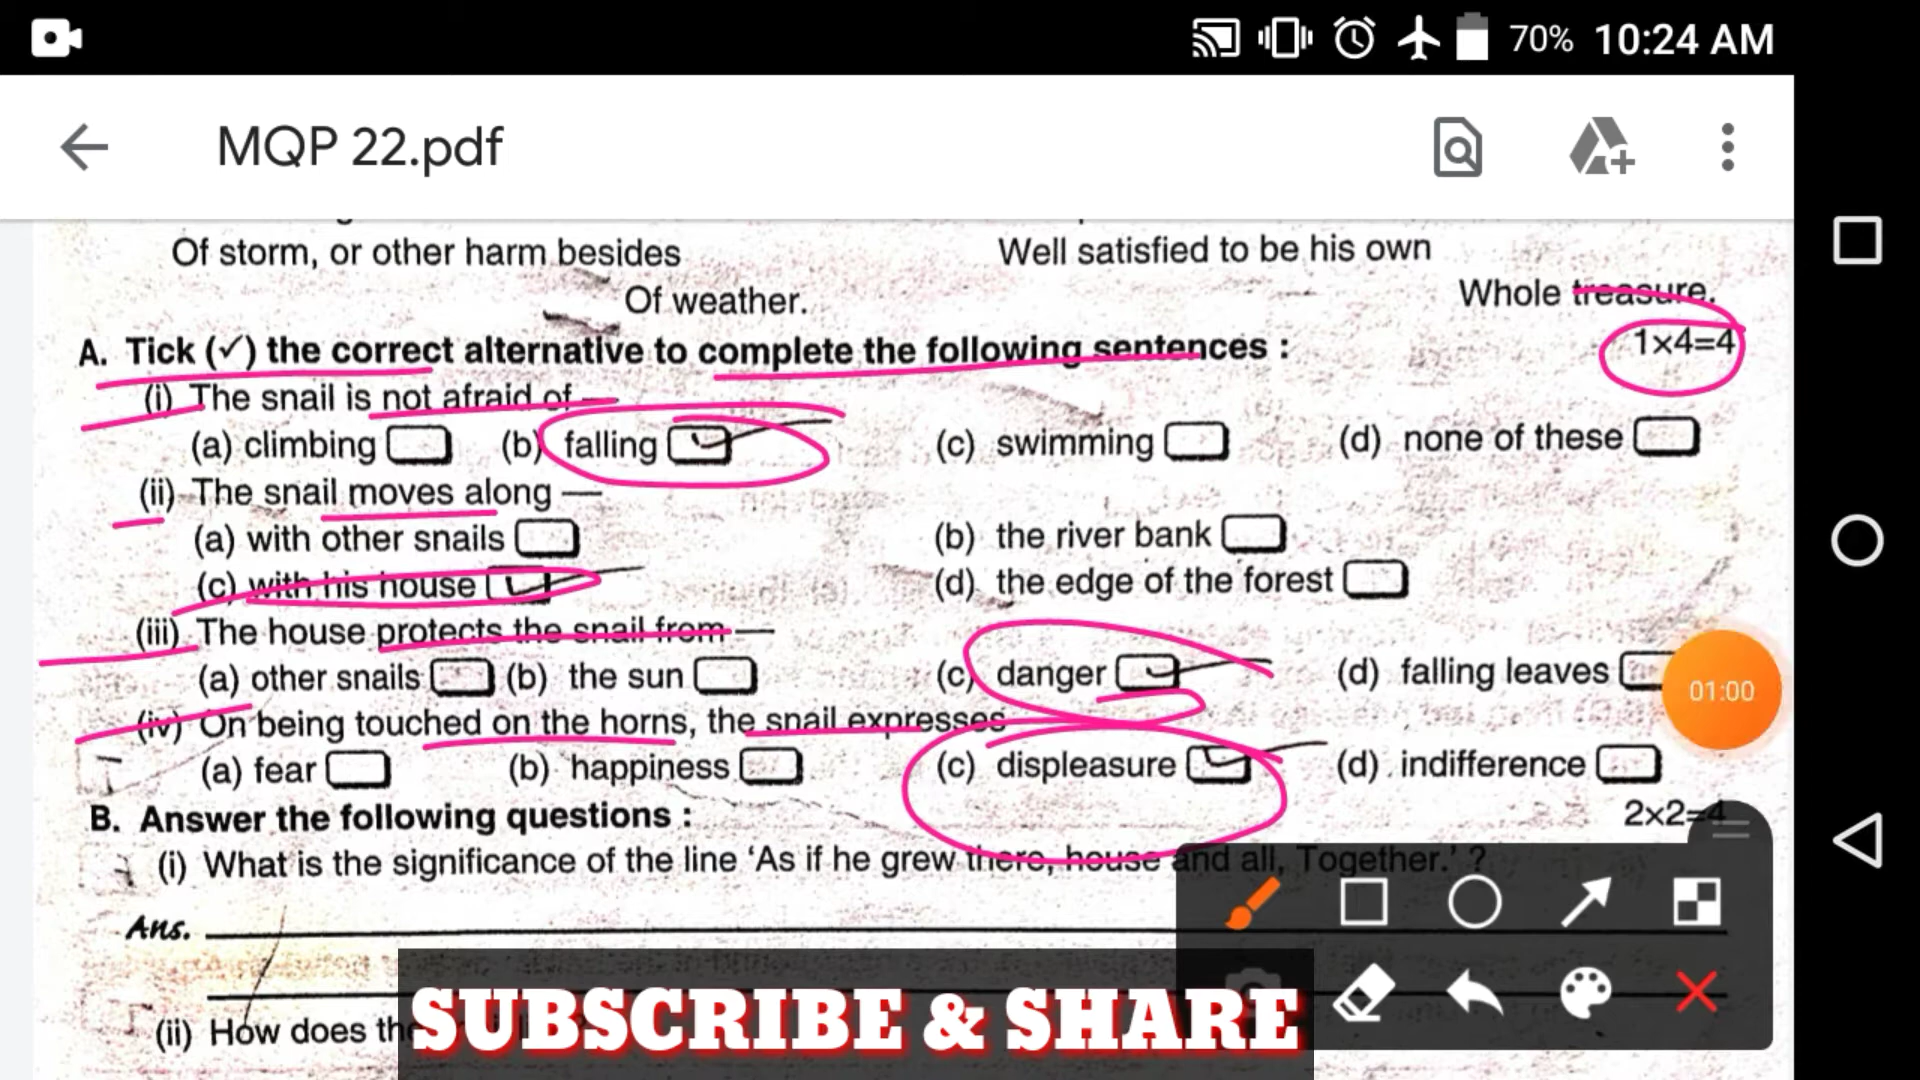 70% 10:24 AM
MQP 22.pdf
Of storm, or other harm besides
Of weather.
Well satisfied to be his own
Whole treasure.
A. Tick (✓) the correct alternative to complete the following sentences : 1×4=4
(i) The snail is not afraid of —
(a) climbing (b) falling (c) swimming (d) none of these
(ii) The snail moves along —
(a) with other snails (b) the river bank
(c) with his house (d) the edge of the forest
(iii) The house protects the snail from —
(a) other snails (b) the sun (c) danger (d) falling leaves
01:00
(iv) On being touched on the horns, the snail expresses
(a) fear (b) happiness (c) displeasure (d) indifference
B. Answer the following questions : 2×2=4
(i) What is the significance of the line ‘As if he grew there, house and all, Together.’ ?
Ans.
(ii) How does the
SUBSCRIBE & SHARE